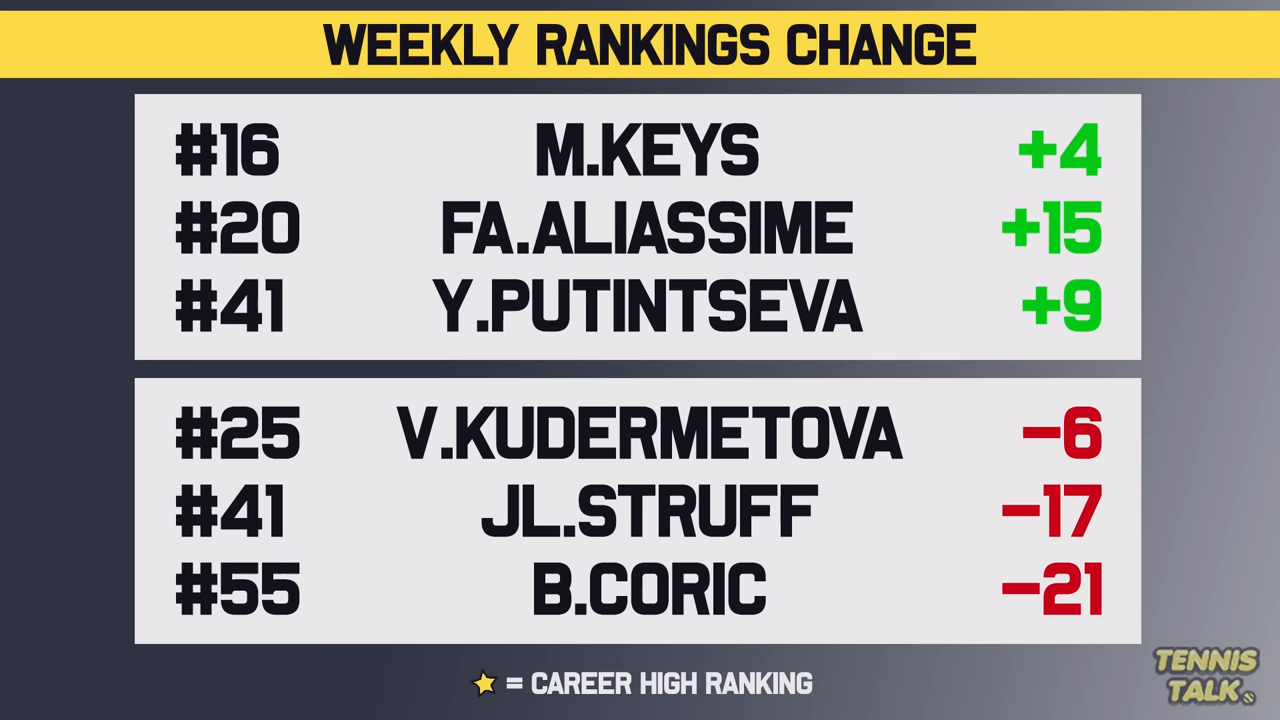 WEEKLY RANKINGS CHANGE
#16 M.KEYS +4
#20 FA.ALIASSIME +15
#41 Y.PUTINTSEVA +9
#25 V.KUDERMETOVA −6
#41 JL.STRUFF −17
#55 B.CORIC −21
= CAREER HIGH RANKING
TENNIS
TALK